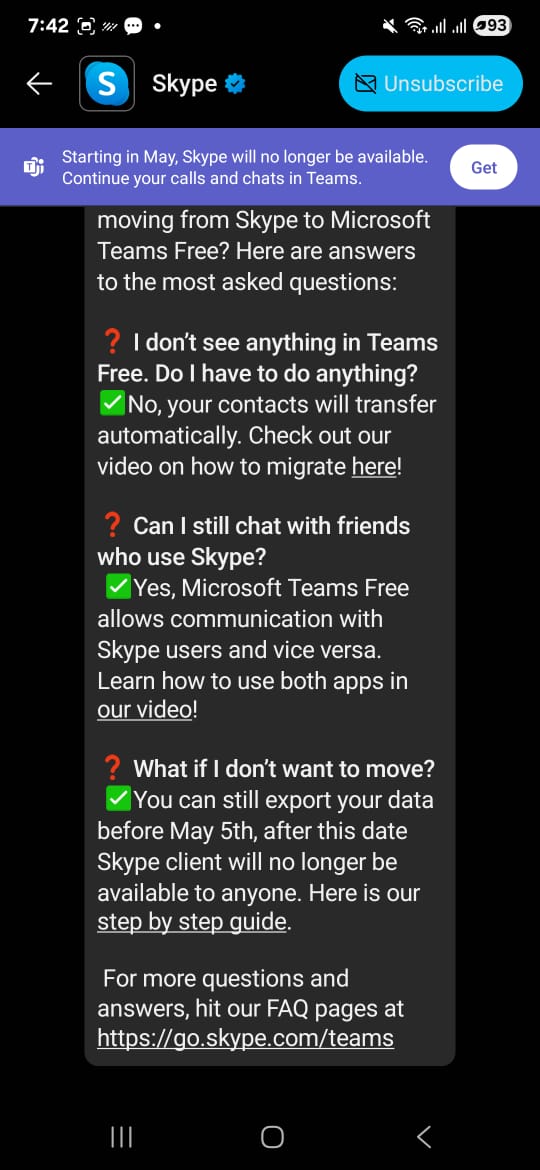 7:42
93
Skype
Unsubscribe
Starting in May, Skype will no longer be available.
Continue your calls and chats in Teams.
Get
moving from Skype to Microsoft
Teams Free? Here are answers
to the most asked questions:
❓ I don’t see anything in Teams
Free. Do I have to do anything?
✅No, your contacts will transfer
automatically. Check out our
video on how to migrate here!
❓ Can I still chat with friends
who use Skype?
✅Yes, Microsoft Teams Free
allows communication with
Skype users and vice versa.
Learn how to use both apps in
our video!
❓ What if I don’t want to move?
✅You can still export your data
before May 5th, after this date
Skype client will no longer be
available to anyone. Here is our
step by step guide.
For more questions and
answers, hit our FAQ pages at
https://go.skype.com/teams